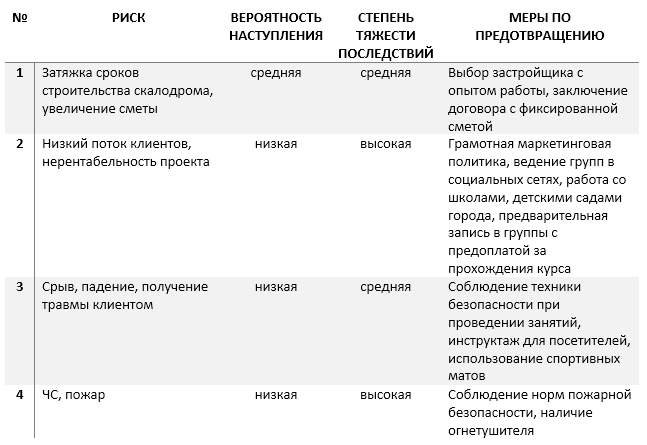 № РИСК ВЕРОЯТНОСТЬ НАСТУПЛЕНИЯ СТЕПЕНЬ ТЯЖЕСТИ ПОСЛЕДСТВИЙ МЕРЫ ПО ПРЕДОТВРАЩЕНИЮ
1 Затяжка сроков средняя средняя Выбор застройщика с
строительства скалодрома, опытом работы, заключение
увеличение сметы договора с фиксированной
сметой
2 Низкий поток клиентов, низкая высокая Грамотная маркетинговая
нерентабельность проекта политика, ведение групп в
социальных сетях, работа со
школами, детскими садами
города, предварительная
запись в группы с
предоплатой за
прохождения курса
3 Срыв, падение, получение низкая средняя Соблюдение техники
травмы клиентом безопасности при
проведении занятий,
инструктаж для посетителей,
использование спортивных
матов
4 ЧС, пожар низкая высокая Соблюдение норм пожарной
безопасности, наличие
огнетушителя